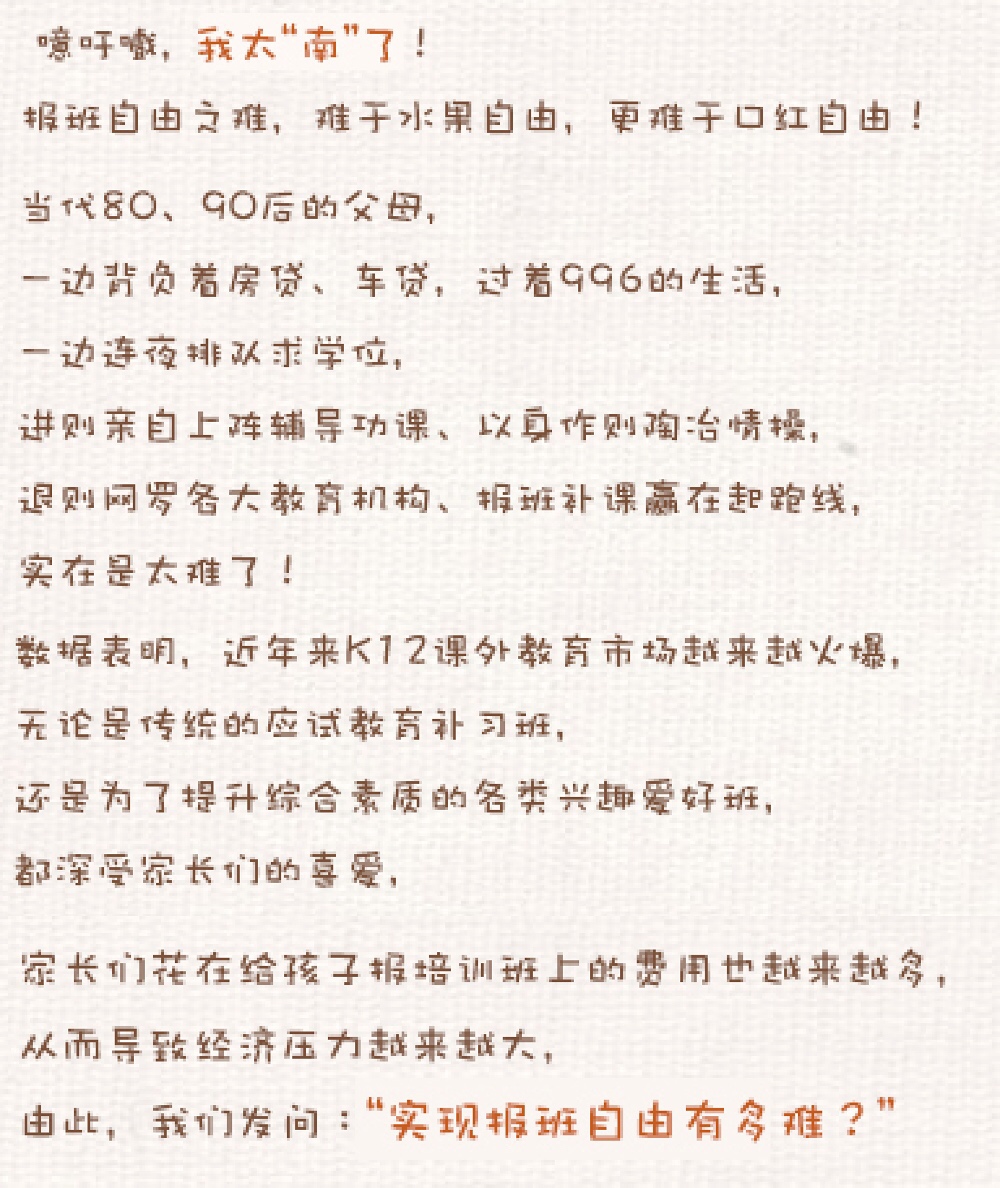 噫吁嚱，我太“南”了！
报班自由之难，难于水果自由，更难于口红自由！
当代80、90后的父母，
一边背负着房贷、车贷，过着996的生活，
一边连夜排队求学位，
进则亲自上阵辅导功课、以身作则陶冶情操，
退则网罗各大教育机构、报班补课赢在起跑线，
实在是太难了！
数据表明，近年来K12课外教育市场越来越火爆，
无论是传统的应试教育补习班，
还是为了提升综合素质的各类兴趣爱好班，
都深受家长们的喜爱，
家长们花在给孩子报培训班上的费用也越来越多，
从而导致经济压力越来越大，
由此，我们发问：“实现报班自由有多难？”